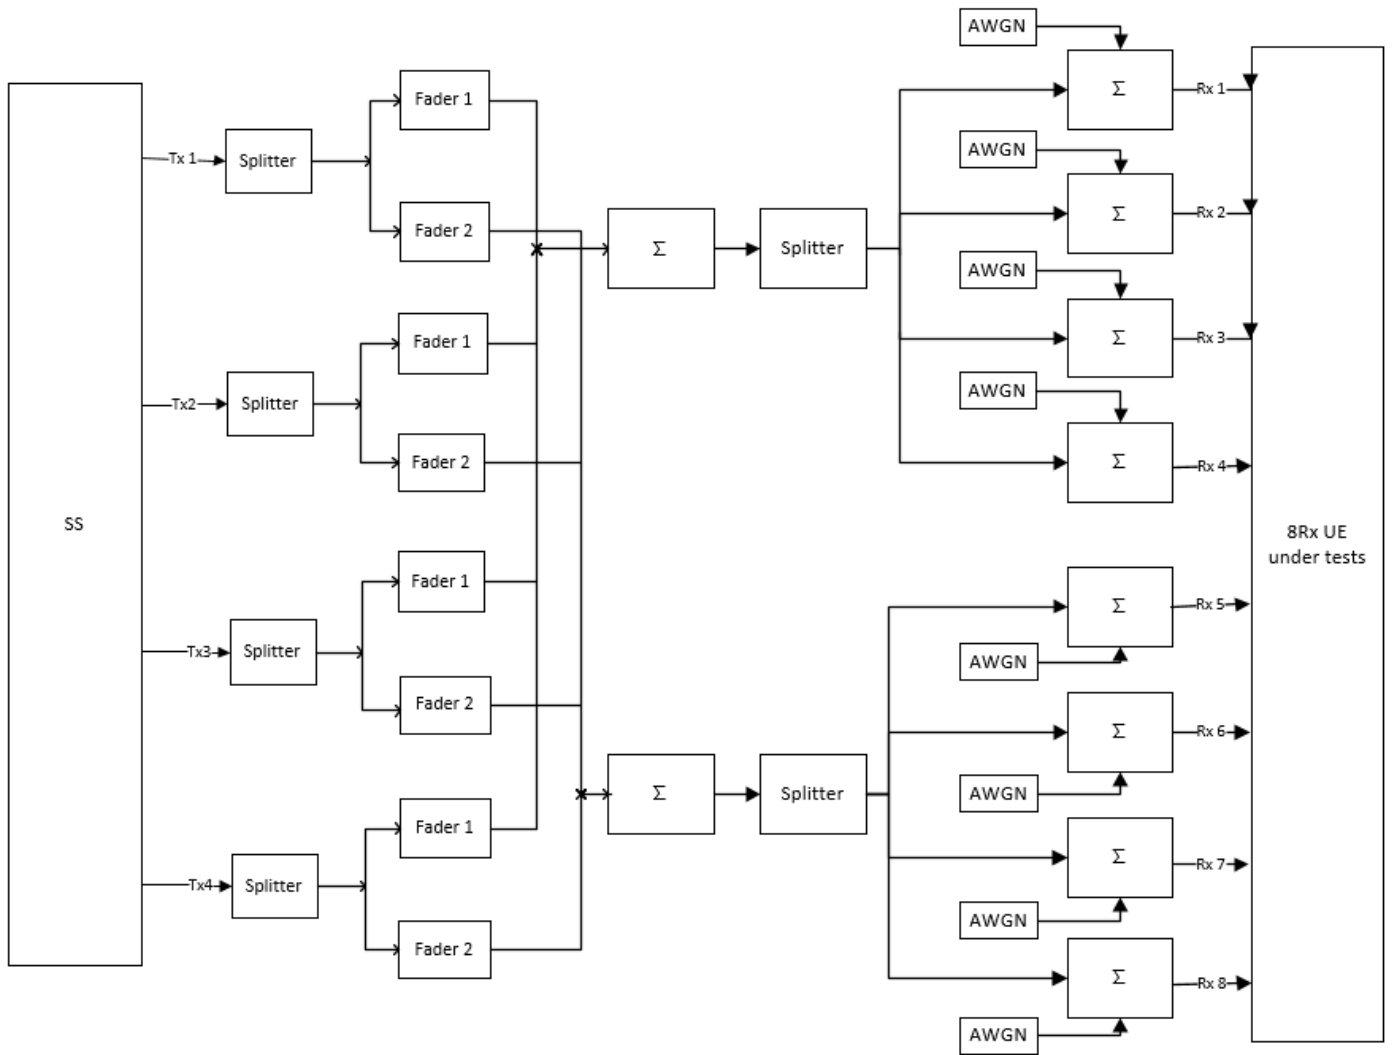 SS
Tx 1
Splitter
Fader 1
Fader 2
Tx2
Splitter
Fader 1
Fader 2
Tx3
Splitter
Fader 1
Fader 2
Tx4
Splitter
Fader 1
Fader 2
Σ
Splitter
Σ
Splitter
AWGN
Σ
Rx 1
AWGN
Σ
Rx 2
AWGN
Σ
Rx 3
AWGN
Σ
Rx 4
Σ
Rx 5
AWGN
Σ
Rx 6
AWGN
Σ
Rx 7
AWGN
Σ
Rx 8
AWGN
8Rx UE
under tests